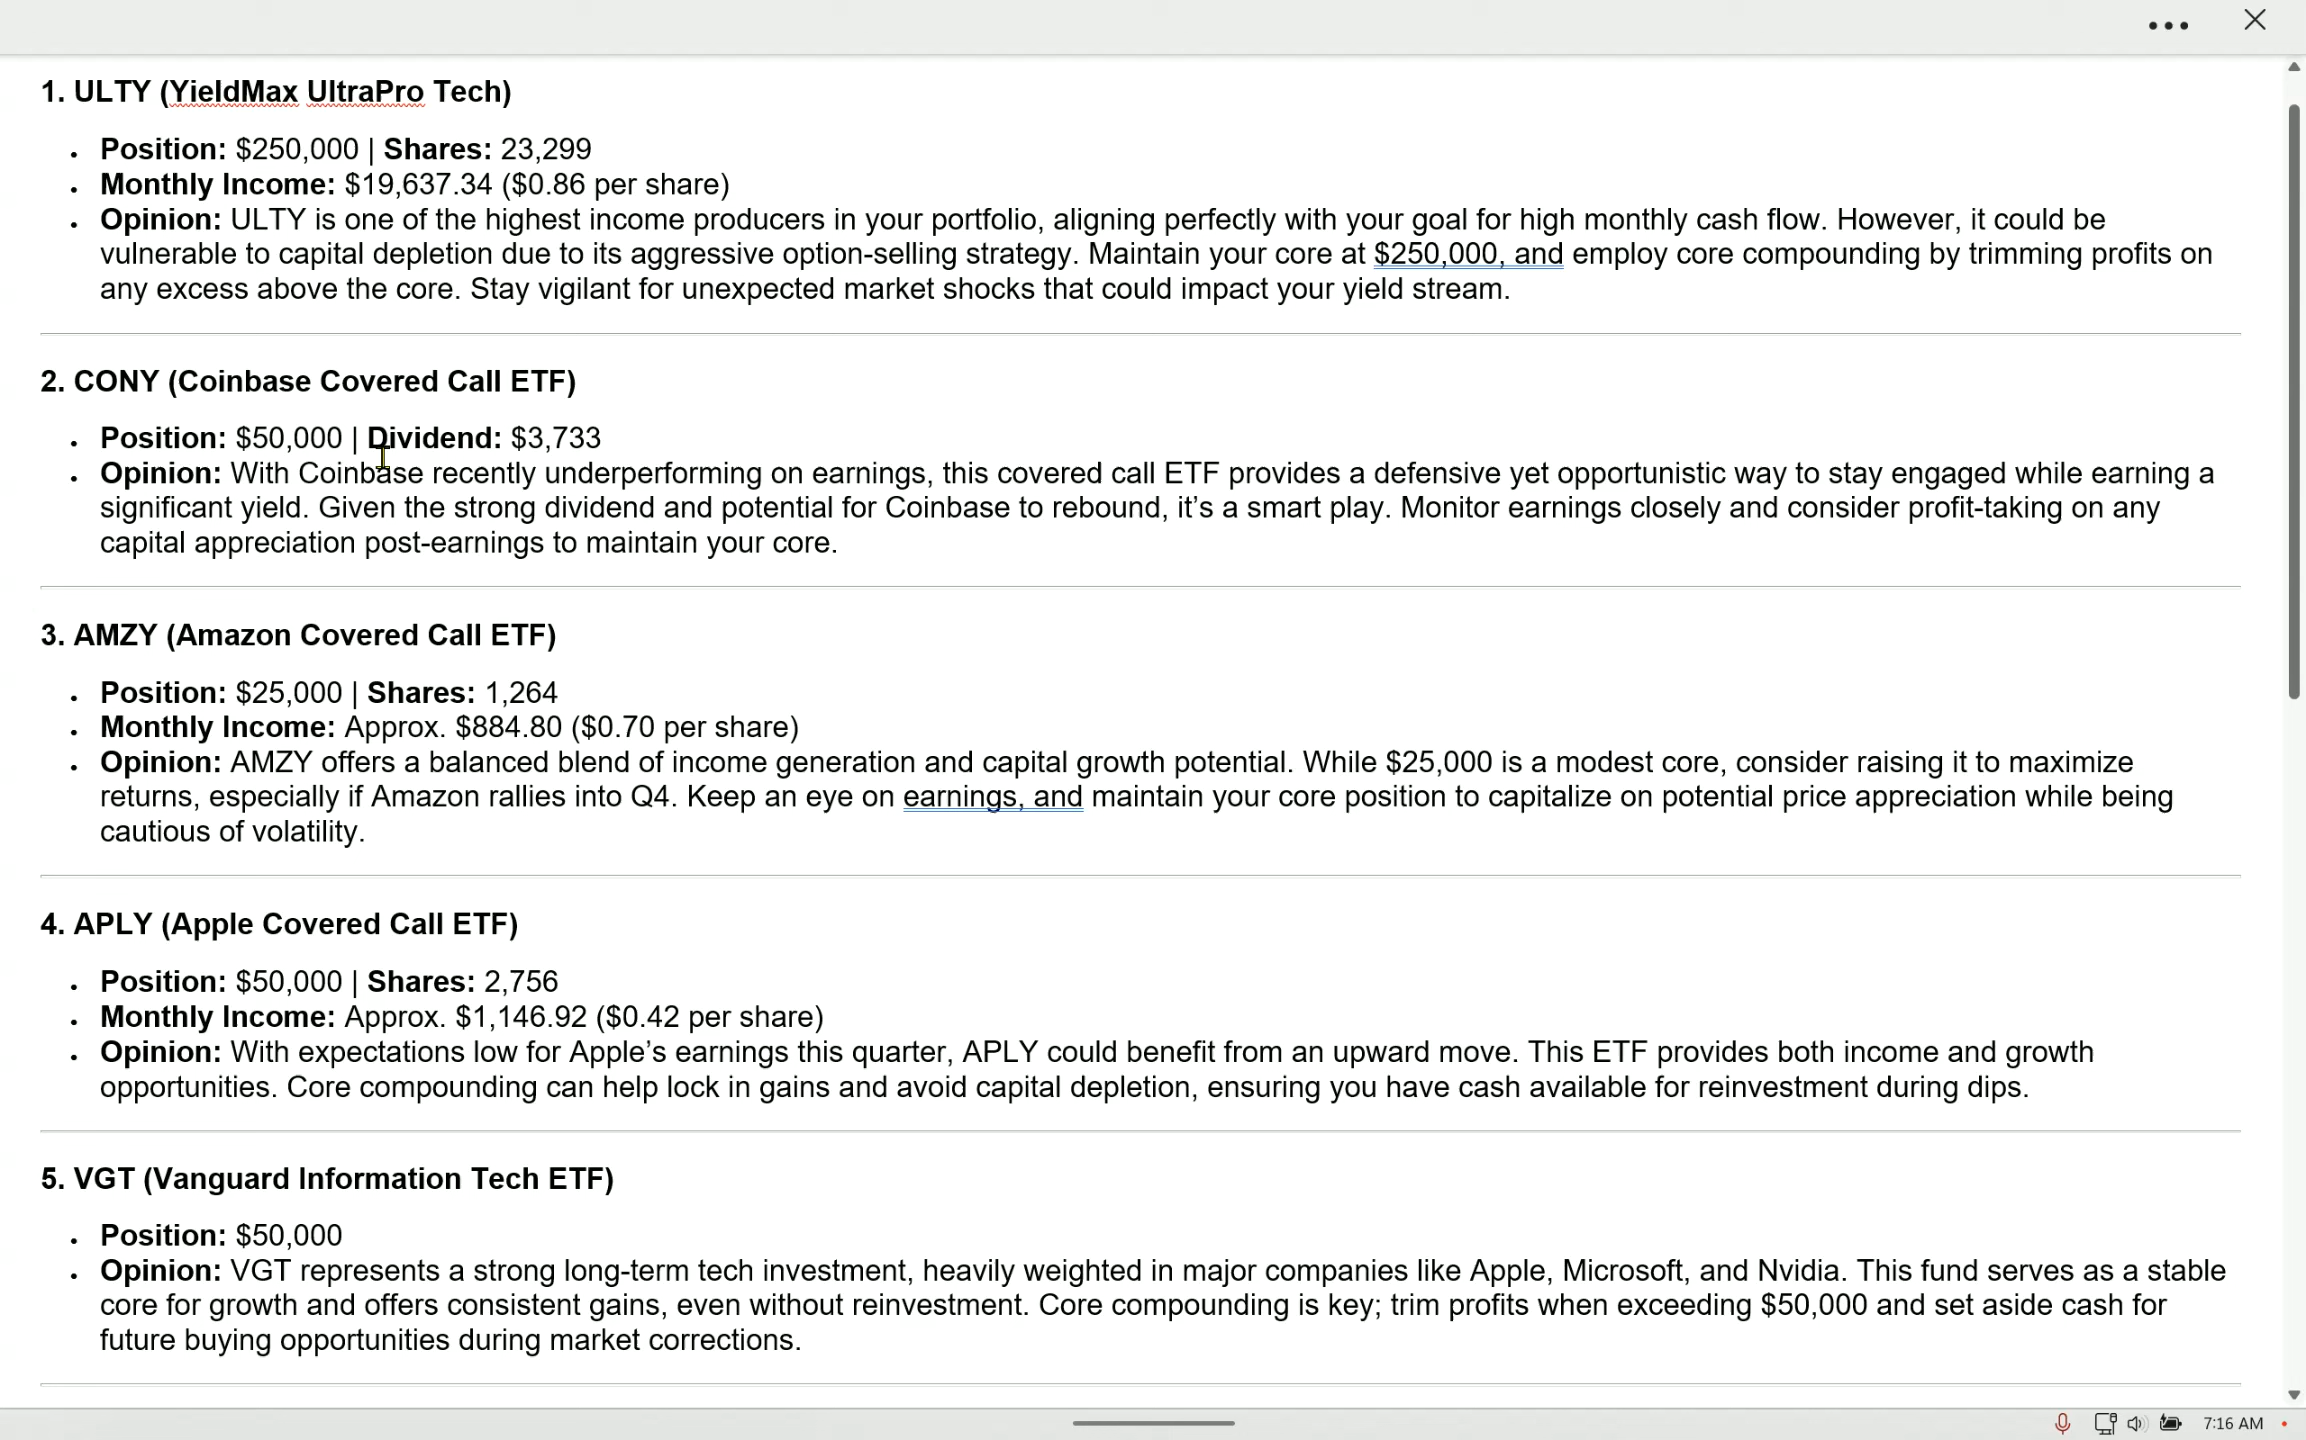 1. ULTY (YieldMax UltraPro Tech)
• Position: $250,000 | Shares: 23,299
• Monthly Income: $19,637.34 ($0.86 per share)
• Opinion: ULTY is one of the highest income producers in your portfolio, aligning perfectly with your goal for high monthly cash flow. However, it could be
vulnerable to capital depletion due to its aggressive option-selling strategy. Maintain your core at $250,000, and employ core compounding by trimming profits on
any excess above the core. Stay vigilant for unexpected market shocks that could impact your yield stream.
2. CONY (Coinbase Covered Call ETF)
• Position: $50,000 | Dividend: $3,733
• Opinion: With Coinbase recently underperforming on earnings, this covered call ETF provides a defensive yet opportunistic way to stay engaged while earning a
significant yield. Given the strong dividend and potential for Coinbase to rebound, it’s a smart play. Monitor earnings closely and consider profit-taking on any
capital appreciation post-earnings to maintain your core.
3. AMZY (Amazon Covered Call ETF)
• Position: $25,000 | Shares: 1,264
• Monthly Income: Approx. $884.80 ($0.70 per share)
• Opinion: AMZY offers a balanced blend of income generation and capital growth potential. While $25,000 is a modest core, consider raising it to maximize
returns, especially if Amazon rallies into Q4. Keep an eye on earnings, and maintain your core position to capitalize on potential price appreciation while being
cautious of volatility.
4. APLY (Apple Covered Call ETF)
• Position: $50,000 | Shares: 2,756
• Monthly Income: Approx. $1,146.92 ($0.42 per share)
• Opinion: With expectations low for Apple’s earnings this quarter, APLY could benefit from an upward move. This ETF provides both income and growth
opportunities. Core compounding can help lock in gains and avoid capital depletion, ensuring you have cash available for reinvestment during dips.
5. VGT (Vanguard Information Tech ETF)
• Position: $50,000
• Opinion: VGT represents a strong long-term tech investment, heavily weighted in major companies like Apple, Microsoft, and Nvidia. This fund serves as a stable
core for growth and offers consistent gains, even without reinvestment. Core compounding is key; trim profits when exceeding $50,000 and set aside cash for
future buying opportunities during market corrections.
7:16 AM